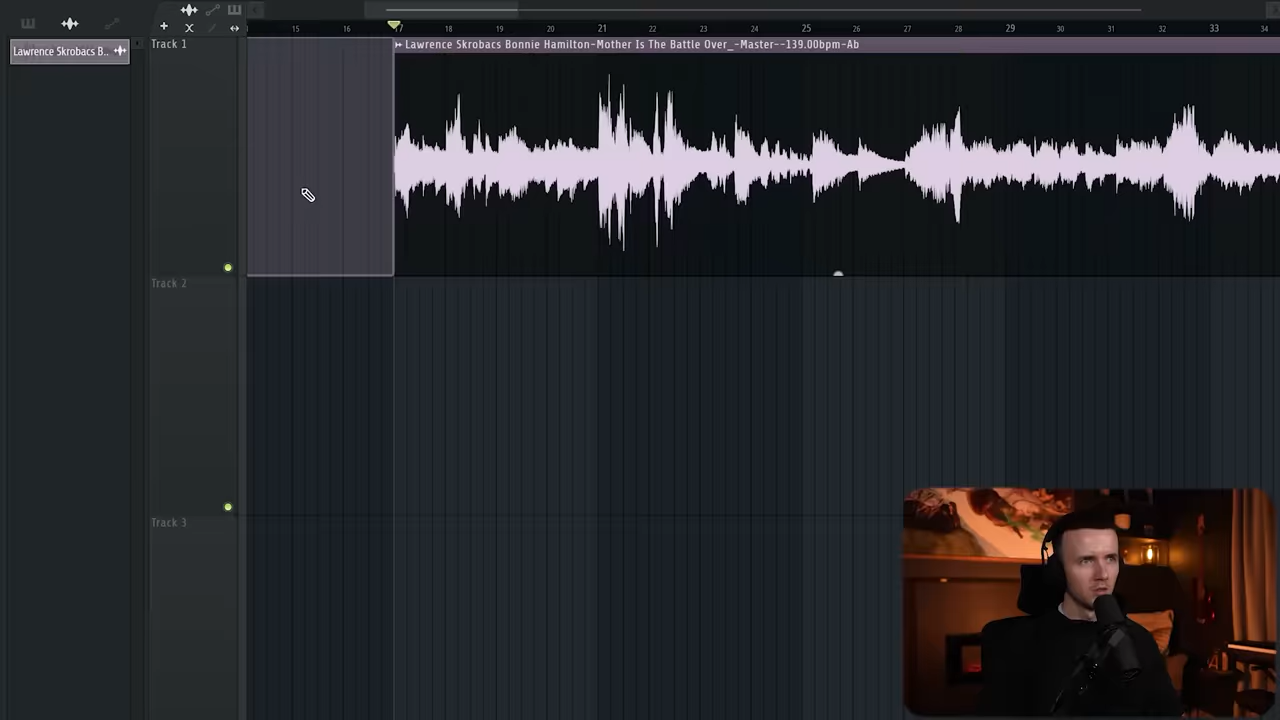 15 16 17 18 19 20 21 22 23 24 25 26 27 28 29 30 31 32 33 34
Lawrence Skrobacs B..
Track 1
Lawrence Skrobacs Bonnie Hamilton-Mother Is The Battle Over_-Master--139.00bpm-Ab
Track 2
Track 3